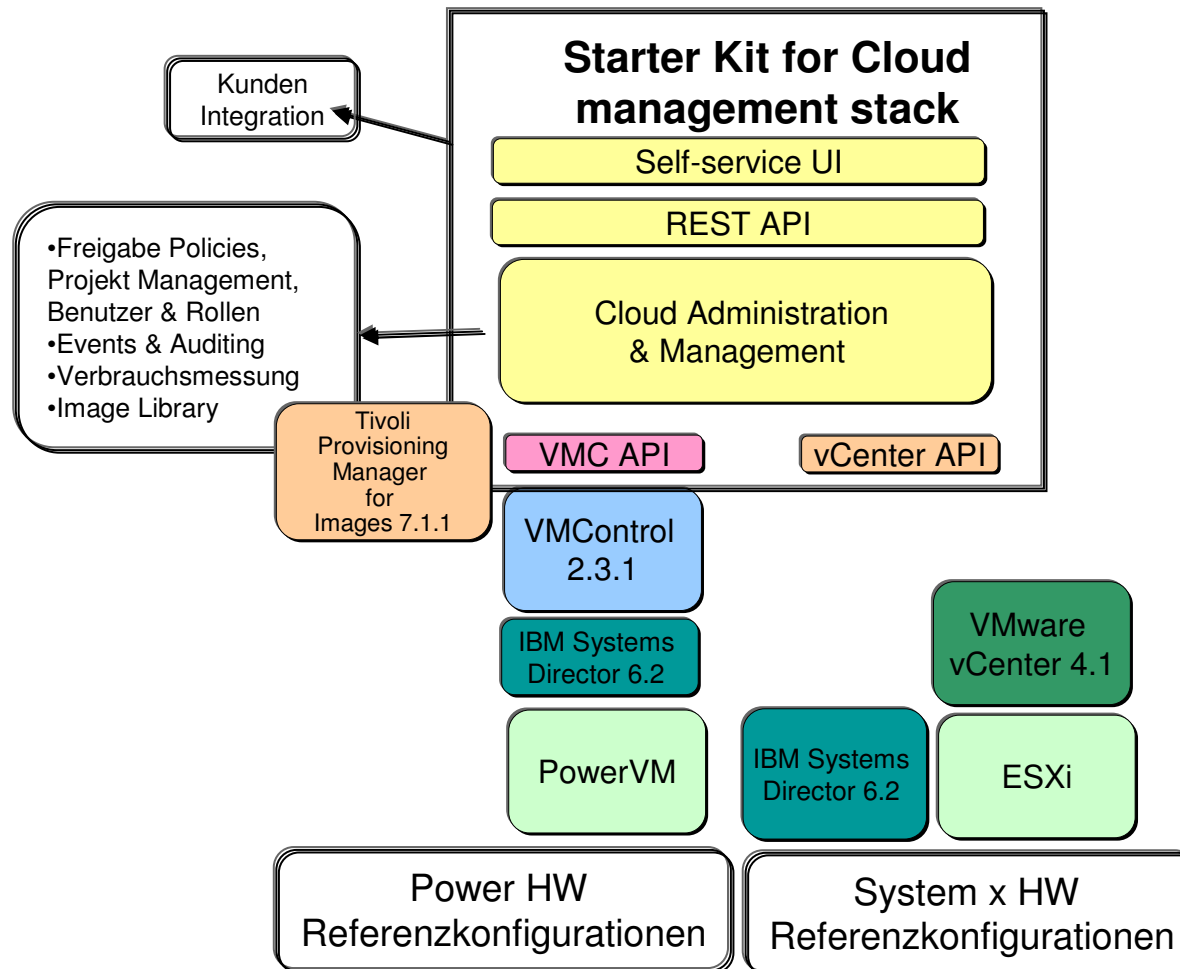 Starter Kit for Cloud
management stack
Kunden
Integration
Self-service UI
REST API
•Freigabe Policies,
Projekt Management,
Benutzer & Rollen
•Events & Auditing
•Verbrauchsmessung
•Image Library
Cloud Administration
& Management
Tivoli
Provisioning
Manager
for
Images 7.1.1
VMC API
vCenter API
VMControl
2.3.1
IBM Systems
Director 6.2
VMware
vCenter 4.1
PowerVM
IBM Systems
Director 6.2
ESXi
Power HW
Referenzkonfigurationen
System x HW
Referenzkonfigurationen